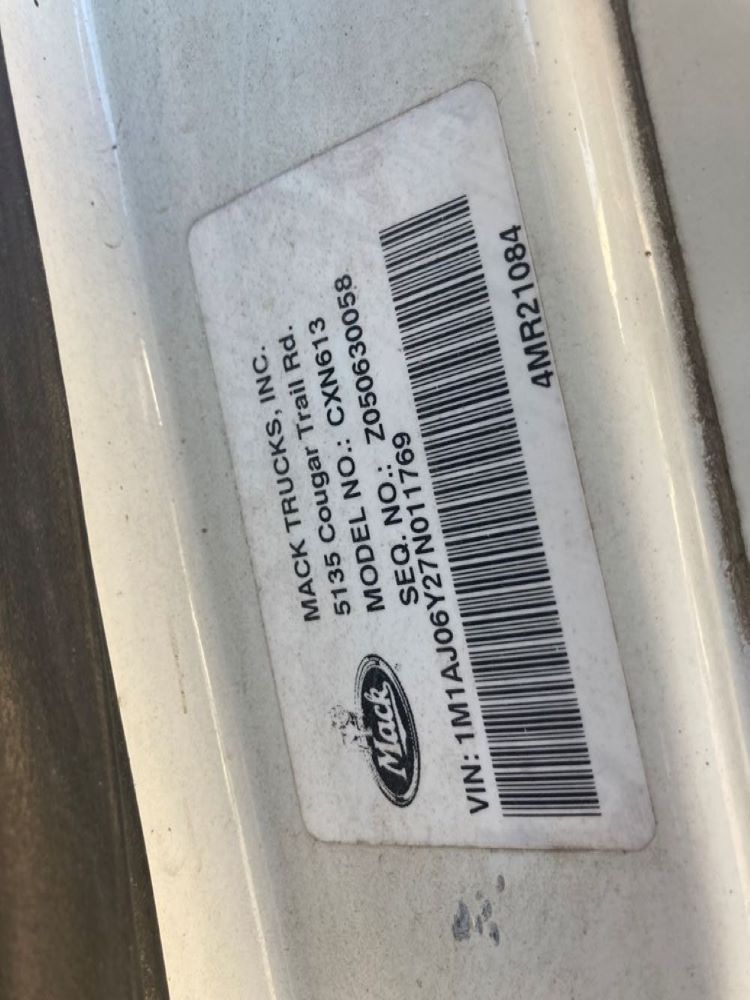 MACK TRUCKS, INC.
5135 Cougar Trail Rd.
MODEL NO.: CXN613
SEQ. NO.: Z050630058
Mack
VIN: 1M1AJ06Y27N011769
4MR21084